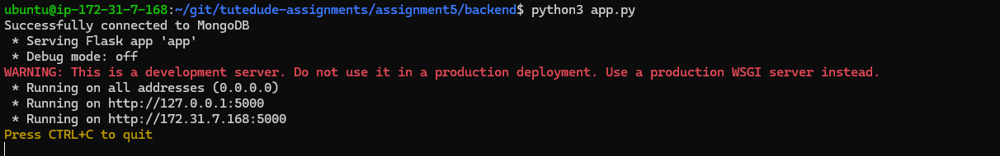 ubuntu@ip-172-31-7-168:~/git/tutedude-assignments/assignment5/backend$ python3 app.py
Successfully connected to MongoDB
 * Serving Flask app 'app'
 * Debug mode: off
WARNING: This is a development server. Do not use it in a production deployment. Use a production WSGI server instead.
 * Running on all addresses (0.0.0.0)
 * Running on http://127.0.0.1:5000
 * Running on http://172.31.7.168:5000
Press CTRL+C to quit